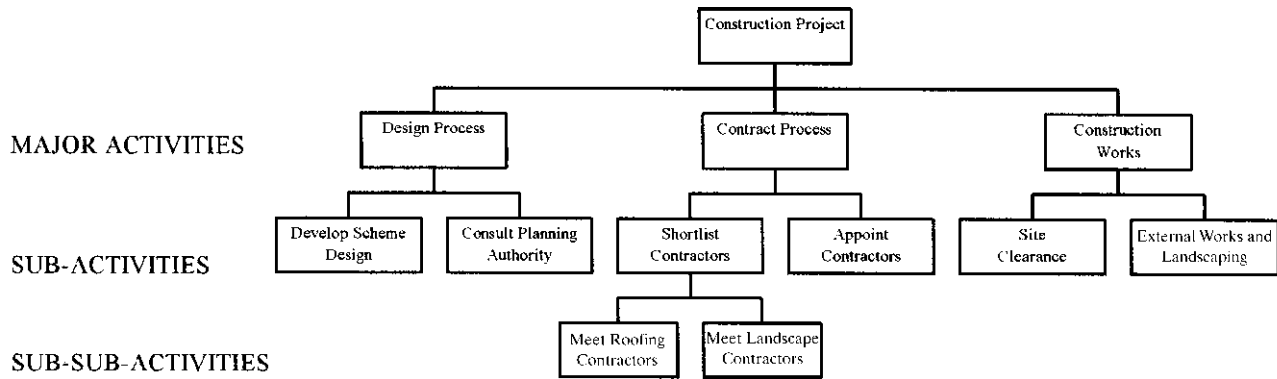 Construction Project
MAJOR ACTIVITIES
Design Process
Contract Process
Construction
Works
SUB-ACTIVITIES
Develop Scheme
Design
Consult Planning
Authority
Shortlist
Contractors
Appoint
Contractors
Site
Clearance
External Works and
Landscaping
SUB-SUB-ACTIVITIES
Meet Roofing
Contractors
Meet Landscape
Contractors